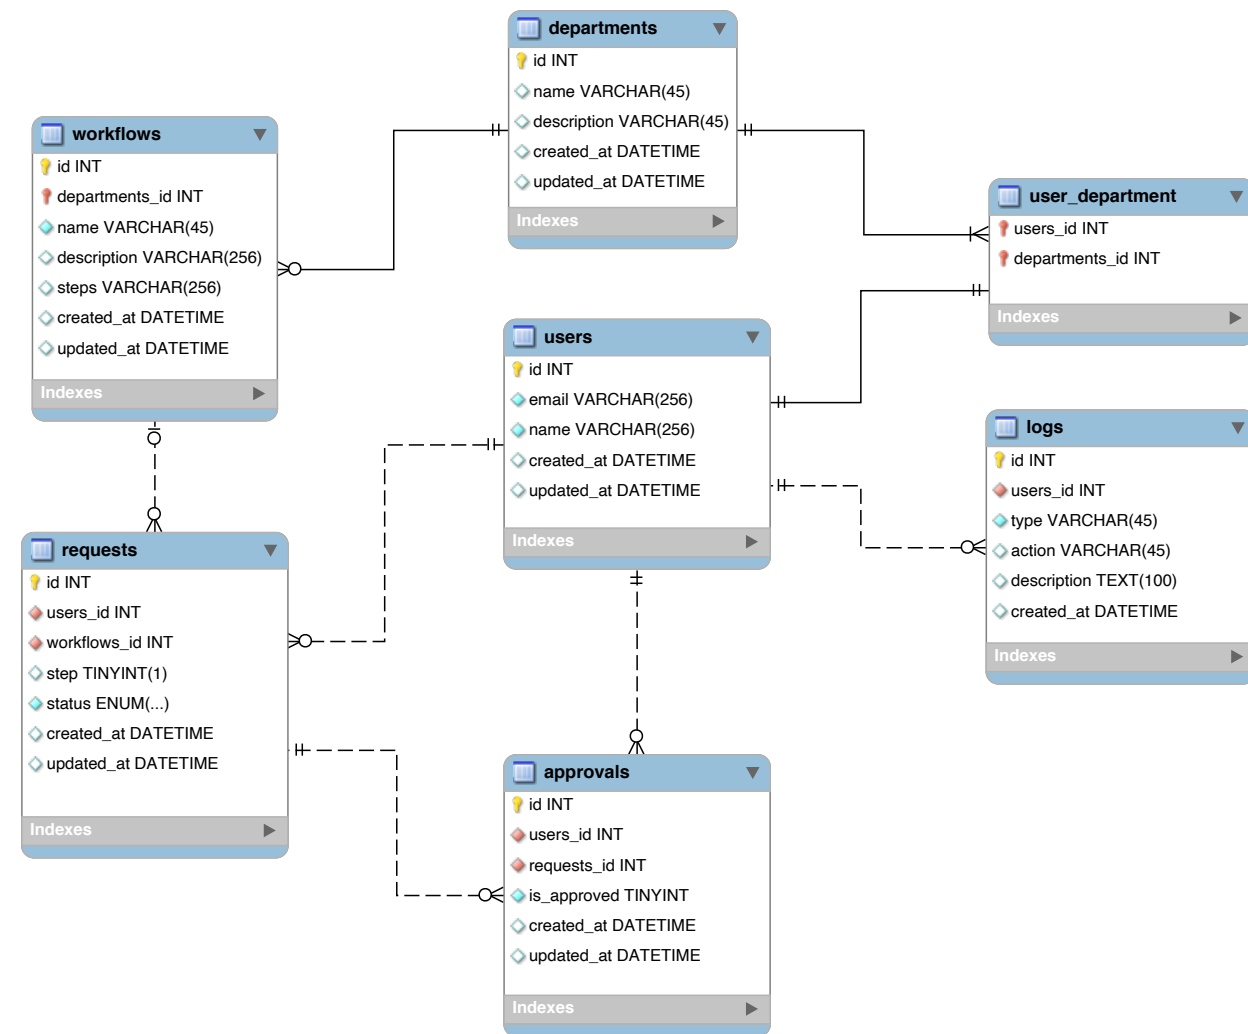 departments
id INT
name VARCHAR(45)
description VARCHAR(45)
created_at DATETIME
updated_at DATETIME
Indexes
workflows
id INT
departments_id INT
name VARCHAR(45)
description VARCHAR(256)
steps VARCHAR(256)
created_at DATETIME
updated_at DATETIME
Indexes
user_department
users_id INT
departments_id INT
Indexes
users
id INT
email VARCHAR(256)
name VARCHAR(256)
created_at DATETIME
updated_at DATETIME
Indexes
logs
id INT
users_id INT
type VARCHAR(45)
action VARCHAR(45)
description TEXT(100)
created_at DATETIME
Indexes
requests
id INT
users_id INT
workflows_id INT
step TINYINT(1)
status ENUM(...)
created_at DATETIME
updated_at DATETIME
Indexes
approvals
id INT
users_id INT
requests_id INT
is_approved TINYINT
created_at DATETIME
updated_at DATETIME
Indexes